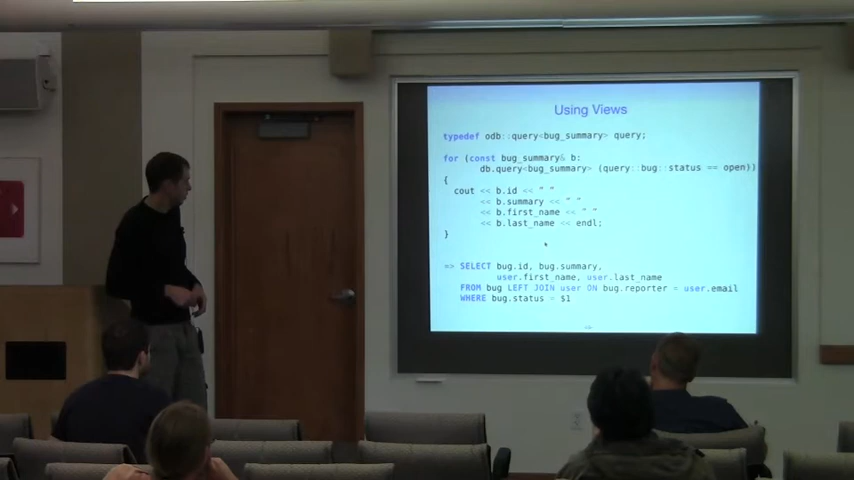 Using Views
typedef odb::query<bug_summary> query;
for (const bug_summary& b:
db.query<bug_summary> (query::bug::status == open))
{
cout << b.id << " "
<< b.summary << " "
<< b.first_name << " "
<< b.last_name << endl;
}
=> SELECT bug.id, bug.summary,
user.first_name, user.last_name
FROM bug LEFT JOIN user ON bug.reporter = user.email
WHERE bug.status = $1